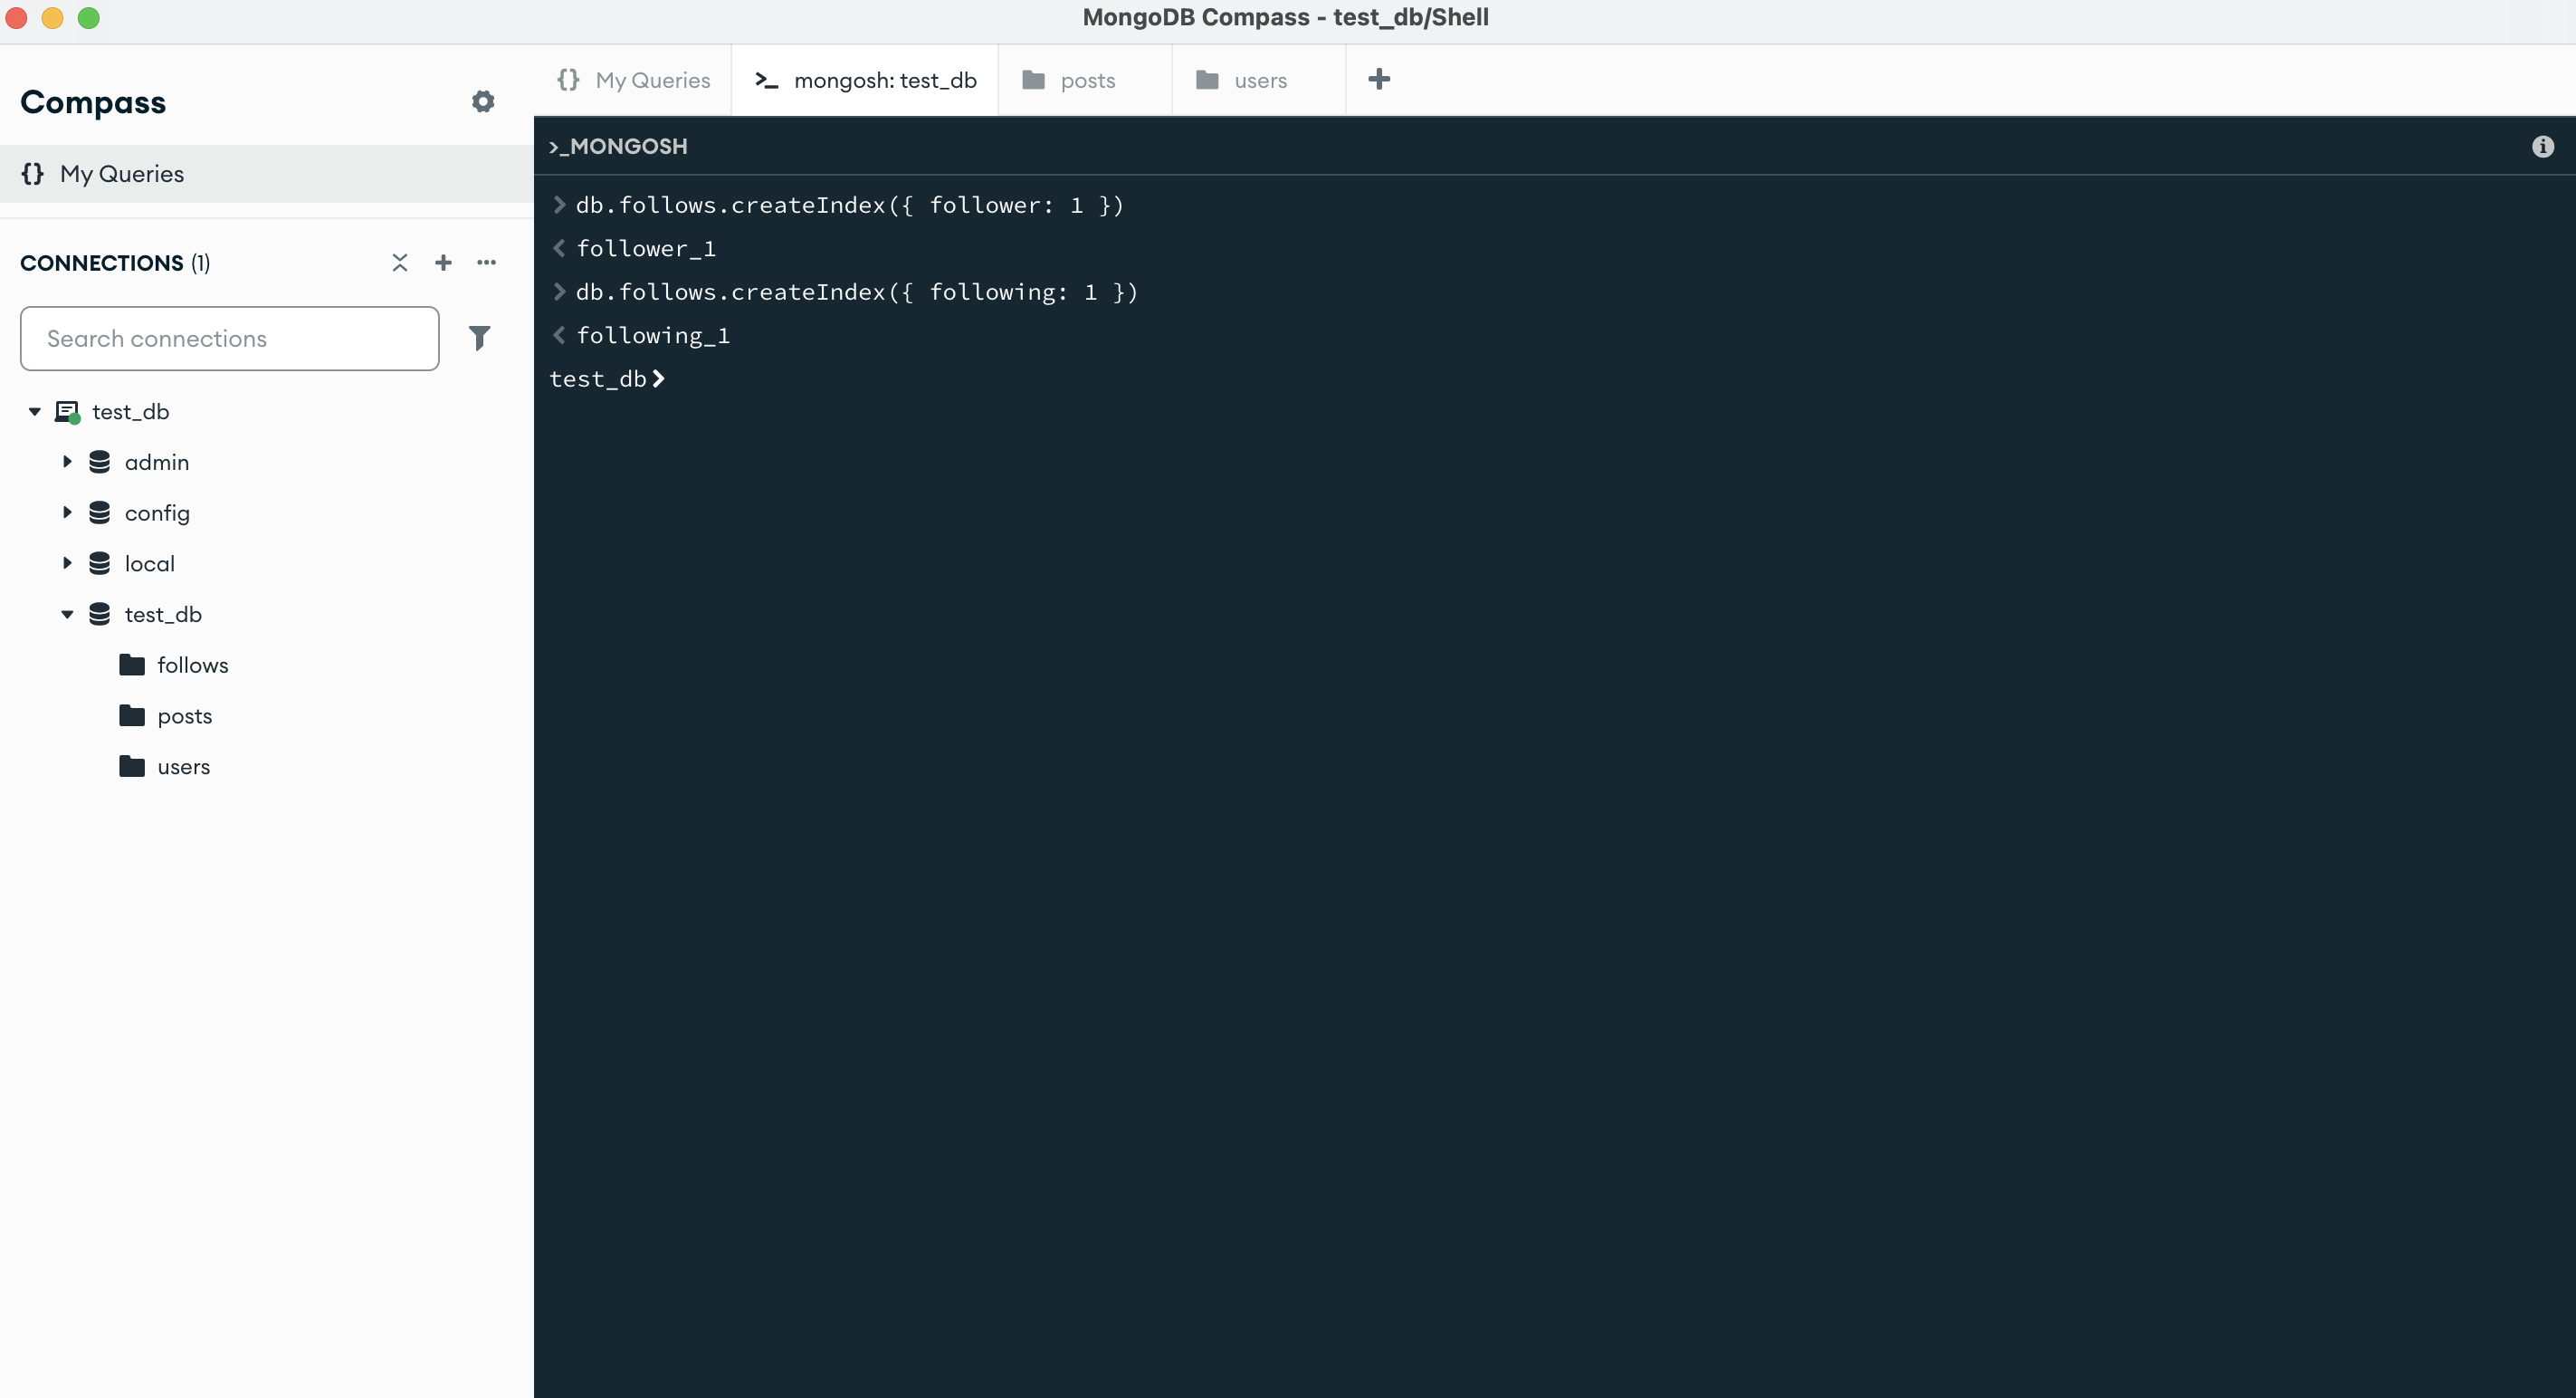 MongoDB Compass - test_db/Shell
Compass
{} My Queries
CONNECTIONS (1)
Search connections
test_db
admin
config
local
test_db
follows
posts
users
{} My Queries
>_ mongosh: test_db
posts
users
>_MONGOSH
> db.follows.createIndex({ follower: 1 })
< follower_1
> db.follows.createIndex({ following: 1 })
< following_1
test_db>